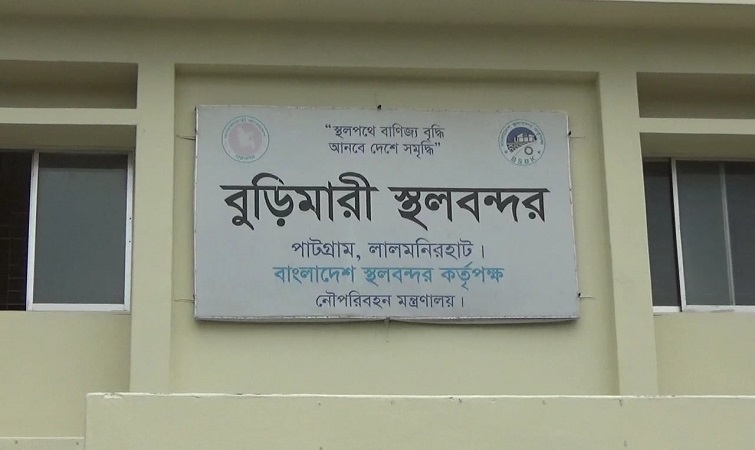 “স্থলপথে বাণিজ্য বৃদ্ধি
আনবে দেশে সমৃদ্ধি”
বুড়িমারী স্থলবন্দর
পাটগ্রাম, লালমনিরহাট।
বাংলাদেশ স্থলবন্দর কর্তৃপক্ষ
নৌপরিবহন মন্ত্রণালয়।